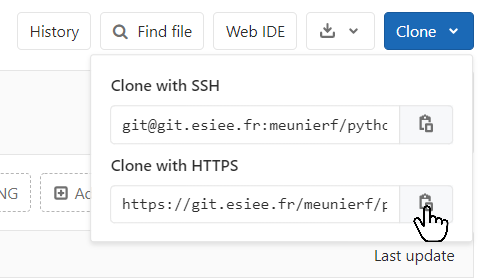 History Find file Web IDE Clone
Clone with SSH
git@git.esiee.fr:meunierf/pytho
Clone with HTTPS
NG
https://git.esiee.fr/meunierf/p
Last update